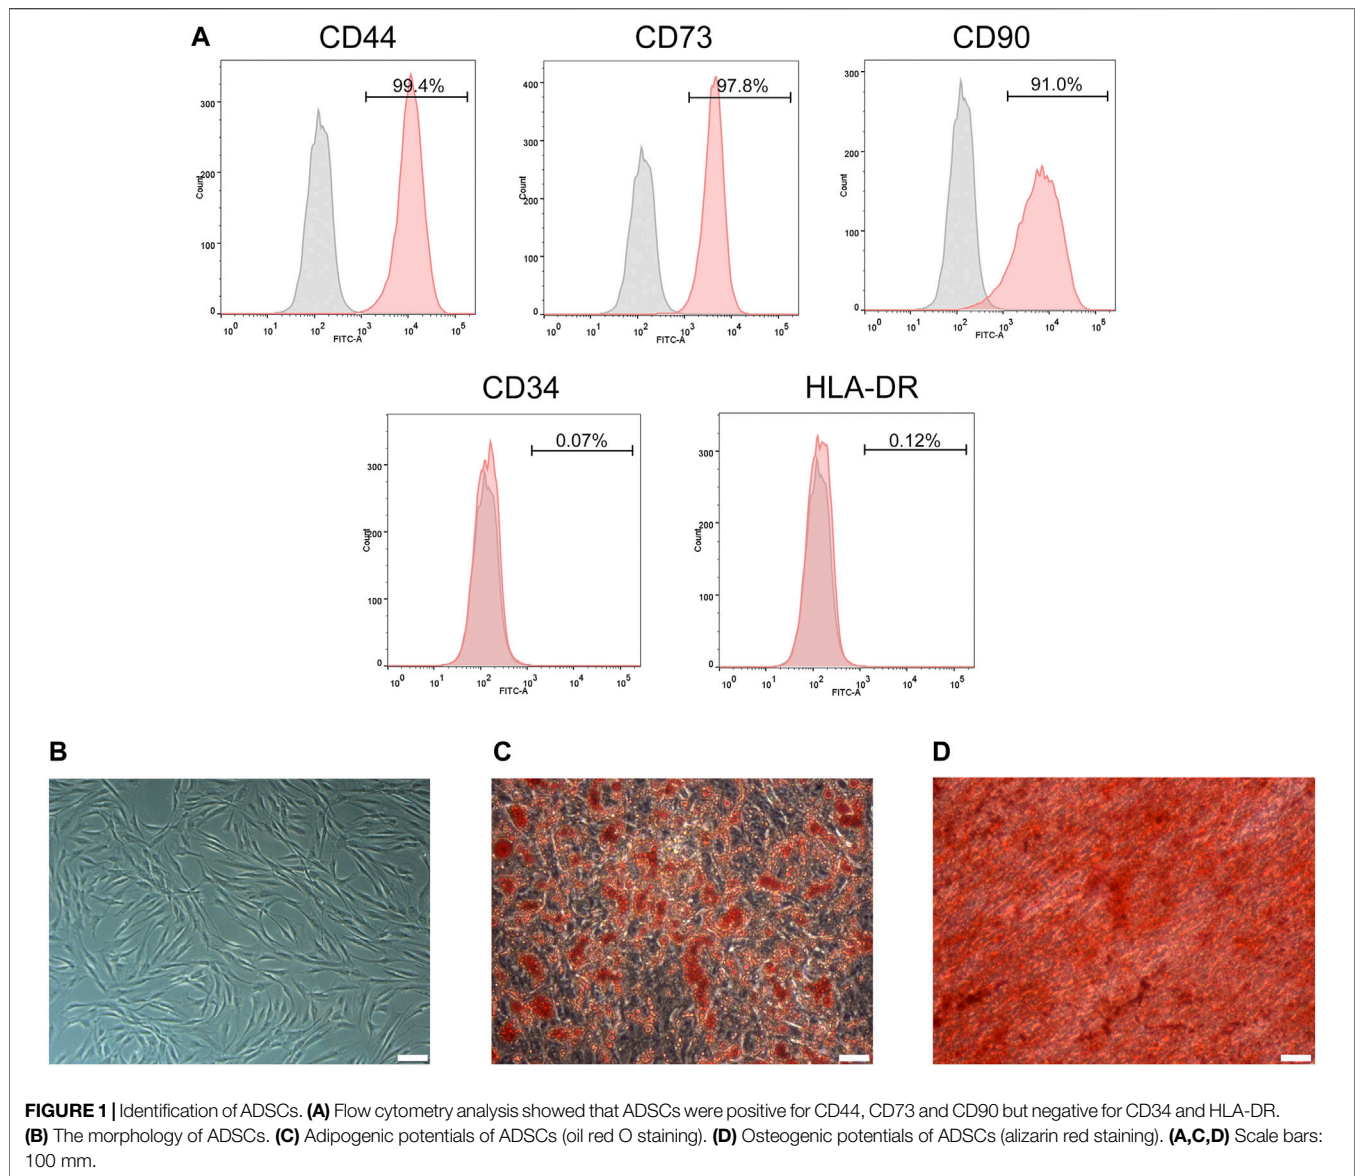 A
CD44
CD73
CD90
99.4%
97.8%
91.0%
300
200
100
0
Count
10^0 10^1 10^2 10^3 10^4 10^5
FITC-A
400
300
200
100
0
Count
10^0 10^1 10^2 10^3 10^4 10^5
FITC-A
300
200
100
0
Count
10^0 10^1 10^2 10^3 10^4 10^5
FITC-A
CD34
HLA-DR
0.07%
0.12%
300
200
100
0
Count
10^0 10^1 10^2 10^3 10^4 10^5
FITC-A
300
200
100
0
Count
10^0 10^1 10^2 10^3 10^4 10^5
FITC-A
B
C
D
FIGURE 1 | Identification of ADSCs. (A) Flow cytometry analysis showed that ADSCs were positive for CD44, CD73 and CD90 but negative for CD34 and HLA-DR.
(B) The morphology of ADSCs. (C) Adipogenic potentials of ADSCs (oil red O staining). (D) Osteogenic potentials of ADSCs (alizarin red staining). (A,C,D) Scale bars:
100 mm.